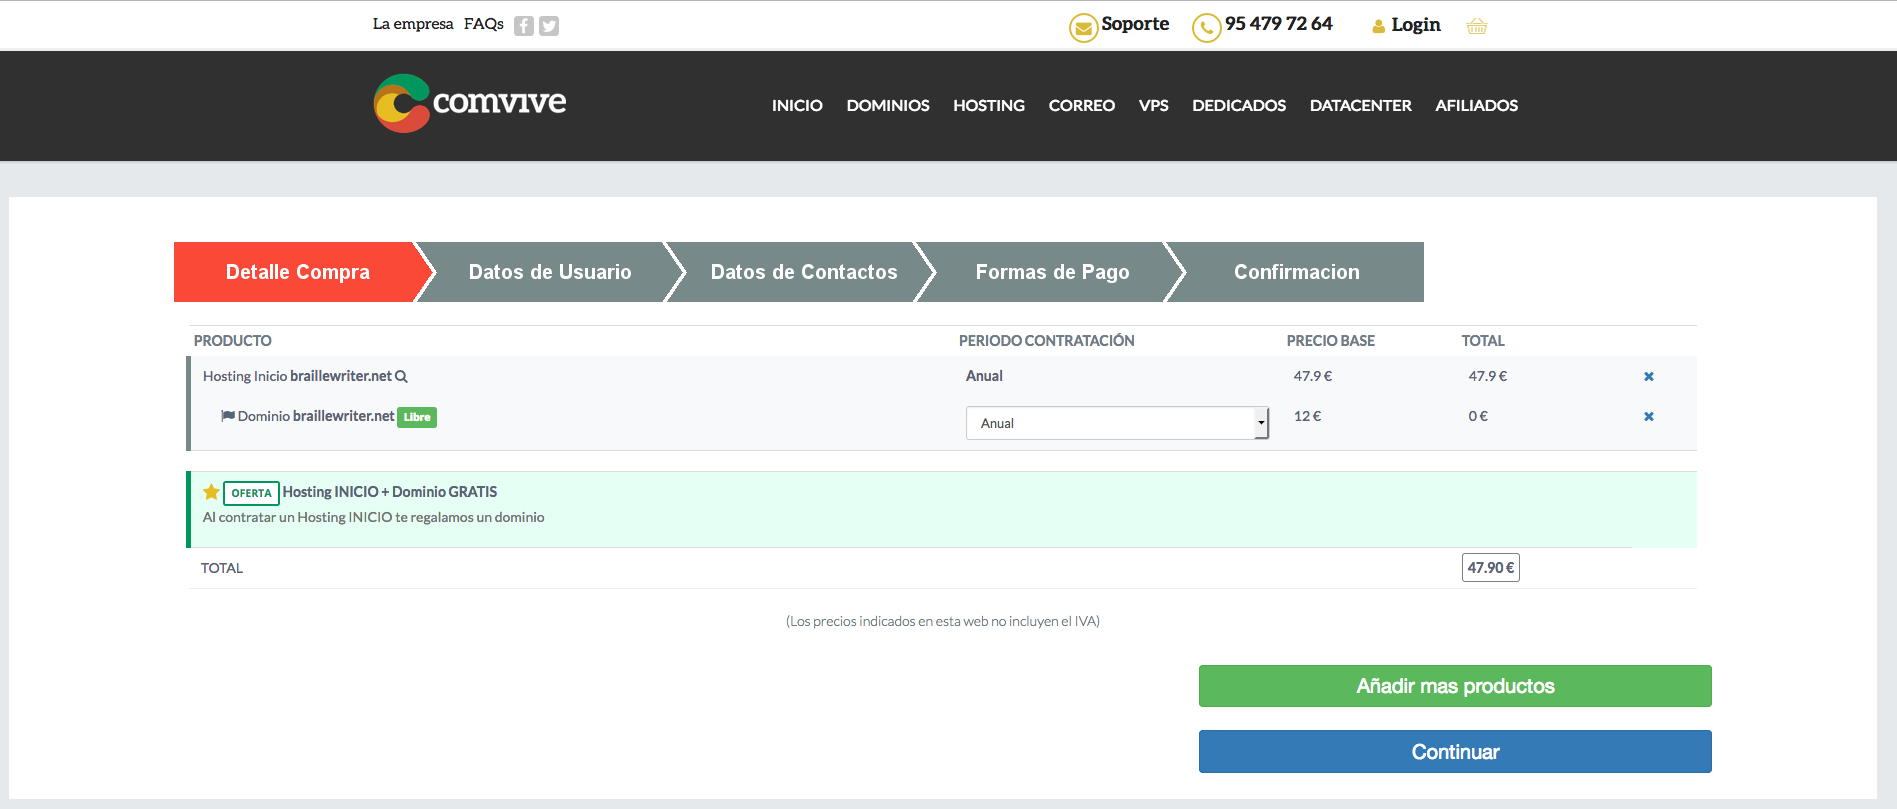 La empresa FAQs Soporte 95 479 72 64 Login
comvive INICIO DOMINIOS HOSTING CORREO VPS DEDICADOS DATACENTER AFILIADOS
Detalle Compra Datos de Usuario Datos de Contactos Formas de Pago Confirmacion
PRODUCTO PERIODO CONTRATACIÓN PRECIO BASE TOTAL
Hosting Inicio braillewriter.net Anual 47.9 € 47.9 €
Dominio braillewriter.net Libre Anual 12 € 0 €
OFERTA Hosting INICIO + Dominio GRATIS
Al contratar un Hosting INICIO te regalamos un dominio
TOTAL 47.90 €
(Los precios indicados en esta web no incluyen el IVA)
Añadir mas productos
Continuar